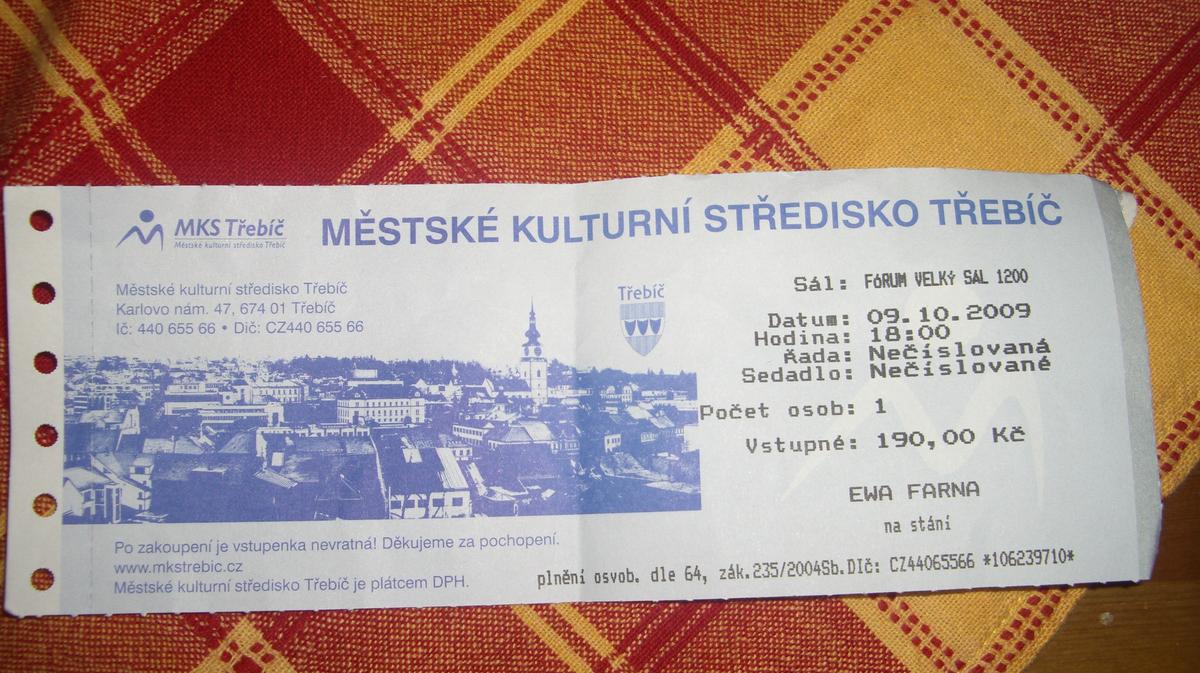 MKS Třebíč
Městské kulturní středisko Třebíč
MĚSTSKÉ KULTURNÍ STŘEDISKO TŘEBÍČ
Městské kulturní středisko Třebíč
Karlovo nám. 47, 674 01 Třebíč
Ič: 440 655 66 • Dič: CZ440 655 66
Třebíč
Sál: FóRUM VELKý SAL 1200
Datum: 09.10.2009
Hodina: 18:00
Řada: Nečíslovaná
Sedadlo: Nečíslované
Počet osob: 1
Vstupné: 190,00 Kč
EWA FARNA
na stání
Po zakoupení je vstupenka nevratná! Děkujeme za pochopení.
www.mkstrebic.cz
Městské kulturní středisko Třebíč je plátcem DPH.
plnění osvob. dle 64, zák.235/2004Sb.DIč: CZ44065566 *106239710*